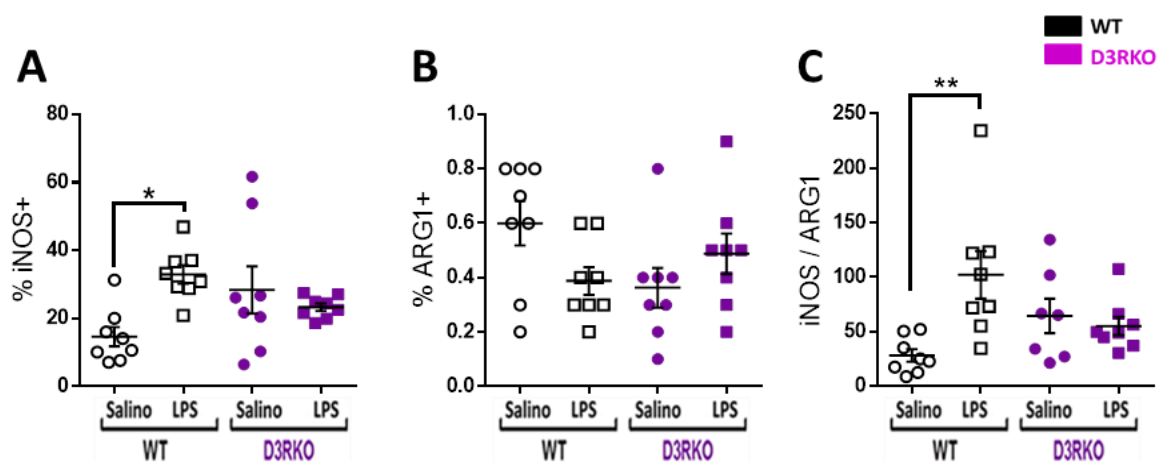 WT
D3RKO
A
B
C
% iNOS+
80
60
40
20
0
*
Salino LPS Salino LPS
WT D3RKO
% ARG1+
1.0
0.8
0.6
0.4
0.2
0.0
Salino LPS Salino LPS
WT D3RKO
iNOS / ARG1
250
200
150
100
50
0
**
Salino LPS Salino LPS
WT D3RKO